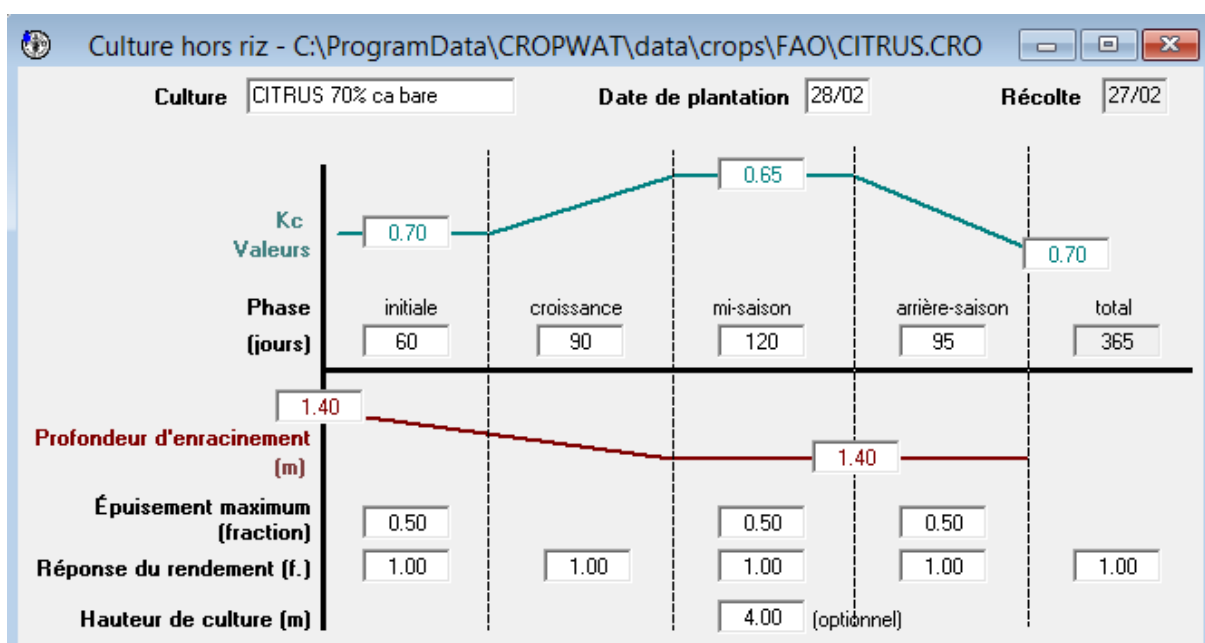 Culture hors riz - C:\ProgramData\CROPWAT\data\crops\FAO\CITRUS.CRO
Culture CITRUS 70% ca bare Date de plantation 28/02 Récolte 27/02
0.65
Kc 0.70
Valeurs 0.70
Phase initiale croissance mi-saison arrière-saison total
(jours) 60 90 120 95 365
1.40
Profondeur d'enracinement
(m) 1.40
Épuisement maximum
(fraction) 0.50 0.50 0.50
Réponse du rendement (f.) 1.00 1.00 1.00 1.00 1.00
Hauteur de culture (m) 4.00 (optionnel)